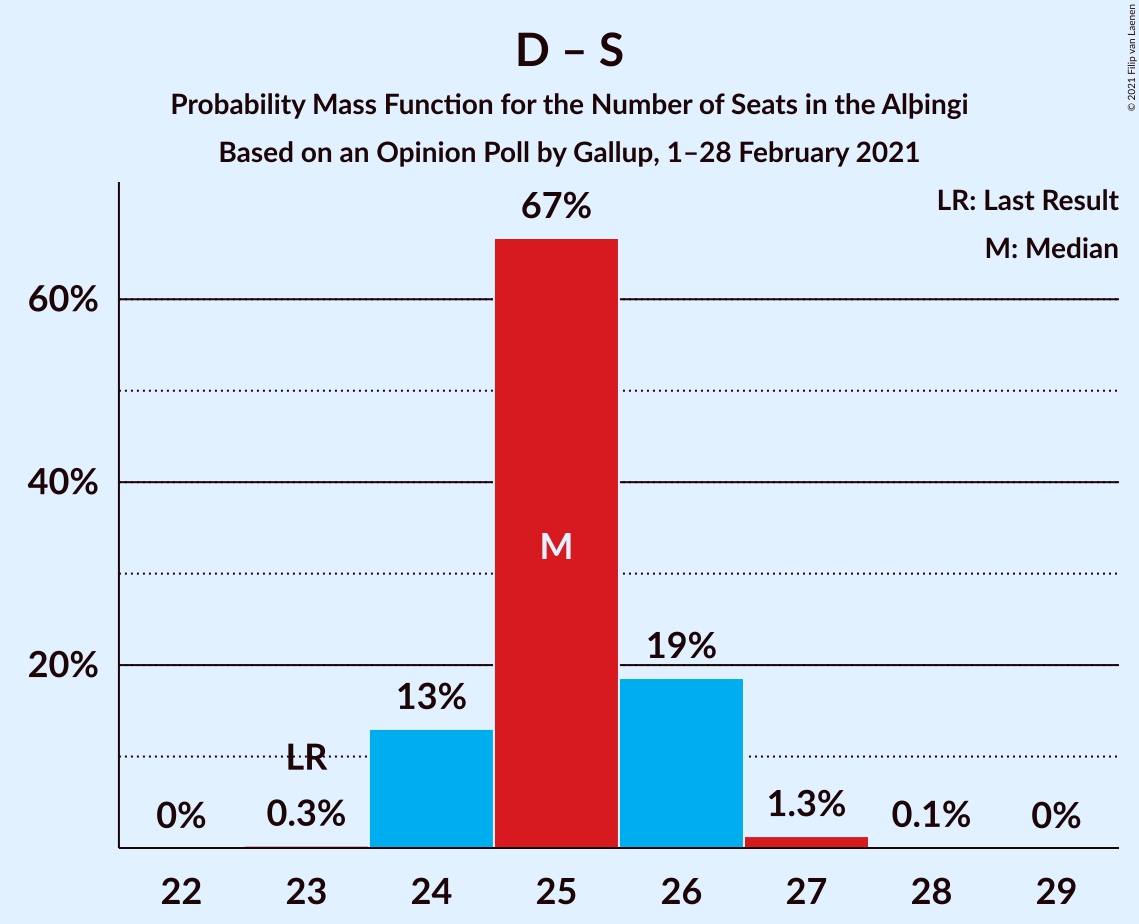 D – S
Probability Mass Function for the Number of Seats in the Alþingi
Based on an Opinion Poll by Gallup, 1–28 February 2021
© 2021 Filip van Laenen
LR: Last Result
M: Median
67%
60%
40%
M
19%
20%
13%
LR
0%
0.3%
1.3%
0.1%
0%
22 23 24 25 26 27 28 29